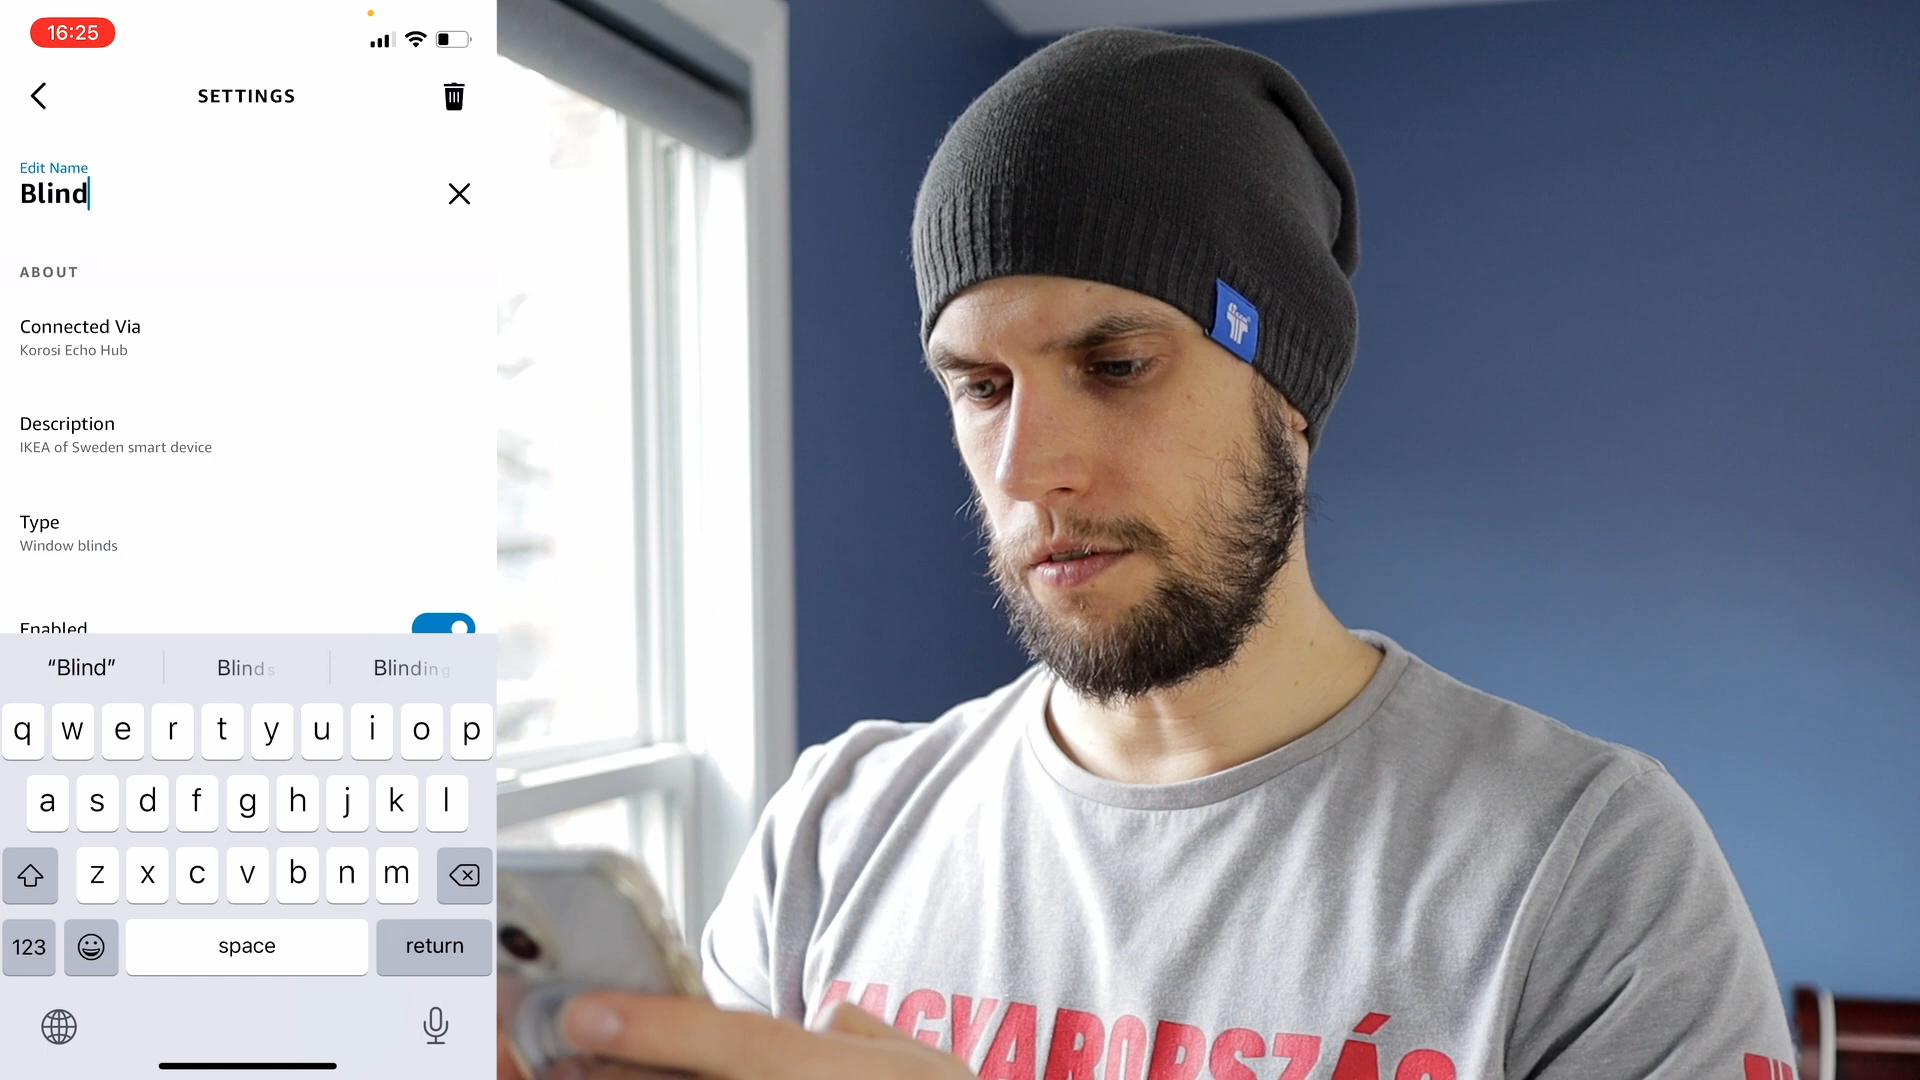 16:25
SETTINGS
Edit Name
Blind
ABOUT
Connected Via
Korosi Echo Hub
Description
IKEA of Sweden smart device
Type
Window blinds
Enabled
“Blind”
Blinds
Blinding
q w e r t y u i o p
a s d f g h j k l
z x c v b n m
123
space
return
MAGYARORSZÁG